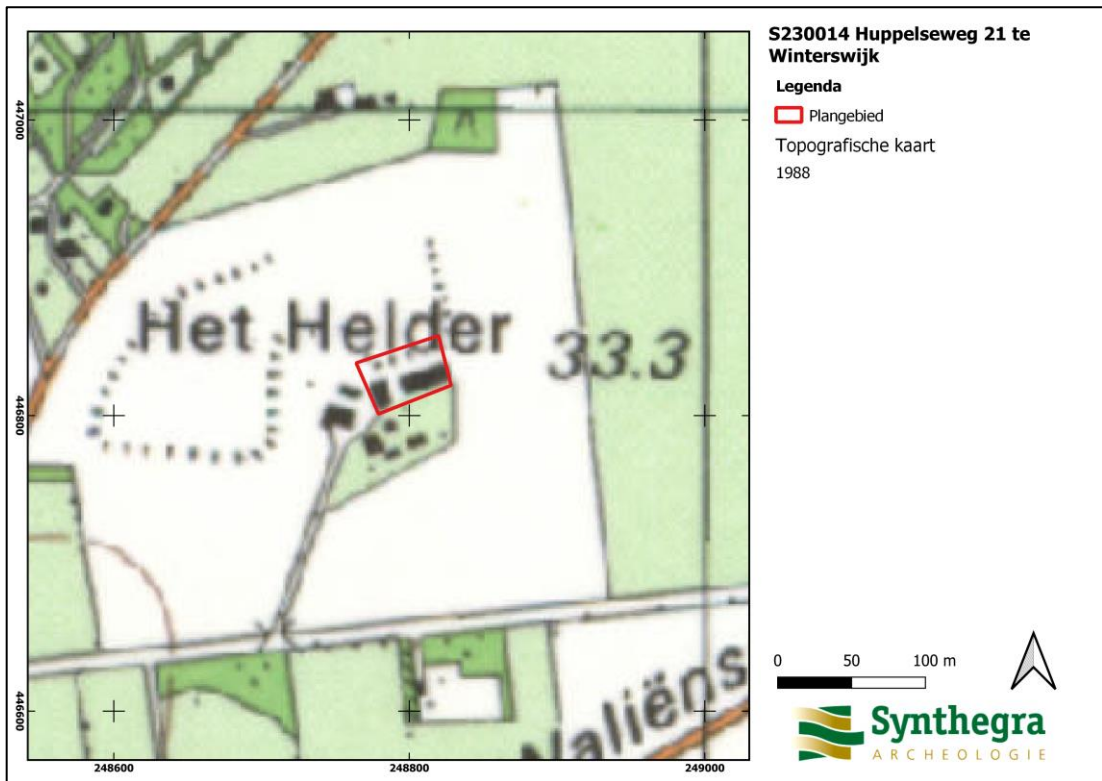 S230014 Huppelseweg 21 te
Winterswijk
Legenda
Plangebied
Topografische kaart
1988
447000
446800
446600
Het Helder
33.3
Naliëns
248600
248800
249000
0 50 100 m
Synthegra
ARCHEOLOGIE